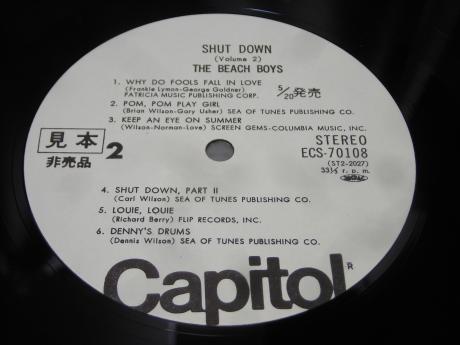 SHUT DOWN
(Volume 2)
THE BEACH BOYS
1. WHY DO FOOLS FALL IN LOVE
(Frankie Lymon-George Goldner)
PATRICIA MUSIC PUBLISHING CORP.
5/20発売
2. POM, POM PLAY GIRL
(Brian Wilson-Gary Usher) SEA OF TUNES PUBLISHING CO.
3. KEEP AN EYE ON SUMMER
(Wilson-Norman-Love) SCREEN GEMS-COLUMBIA MUSIC, INC.
見本
非売品
2
STEREO
ECS-70108
(ST2-2027)
33⅓ r. p. m.
4. SHUT DOWN, PART II
(Carl Wilson) SEA OF TUNES PUBLISHING CO.
5. LOUIE, LOUIE
(Richard Berry) FLIP RECORDS, INC.
6. DENNY'S DRUMS
(Dennis Wilson) SEA OF TUNES PUBLISHING CO.
Capitol
R